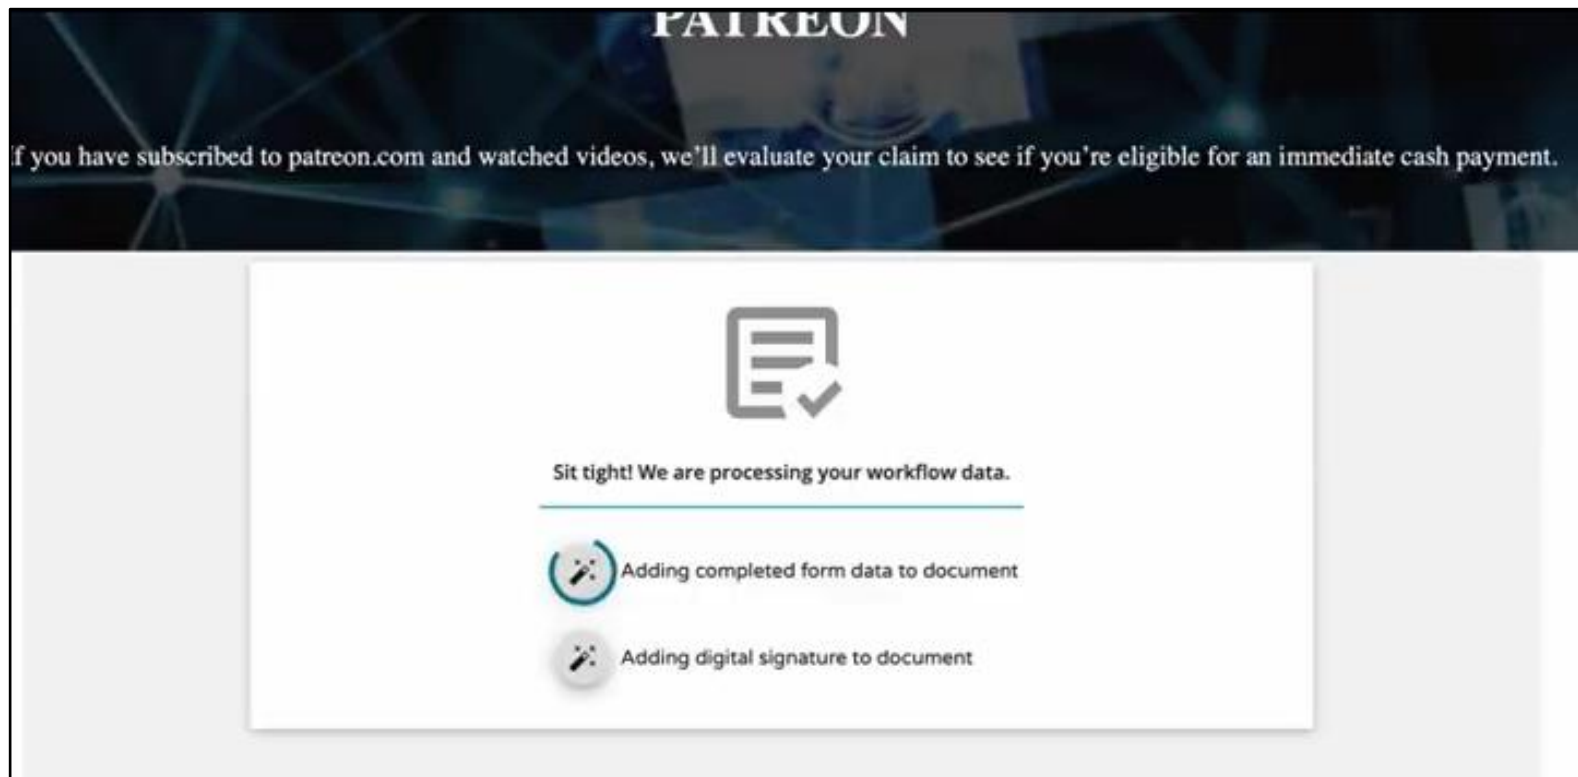 PATREON
f you have subscribed to patreon.com and watched videos, we'll evaluate your claim to see if you're eligible for an immediate cash payment.
Sit tight! We are processing your workflow data.
Adding completed form data to document
Adding digital signature to document